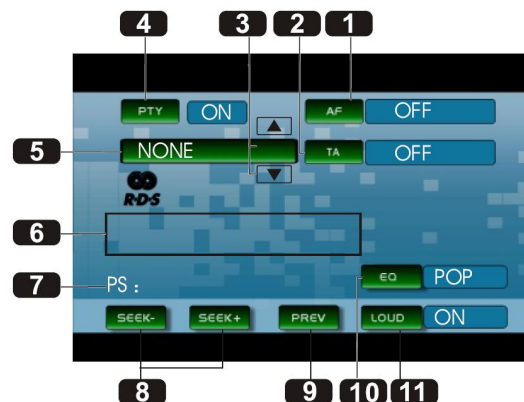 4 3 2 1
PTY ON AF OFF
5 NONE TA OFF
R·D·S
6
7 PS :
EQ POP
SEEK- SEEK+ PREV LOUD ON
8 9 10 11